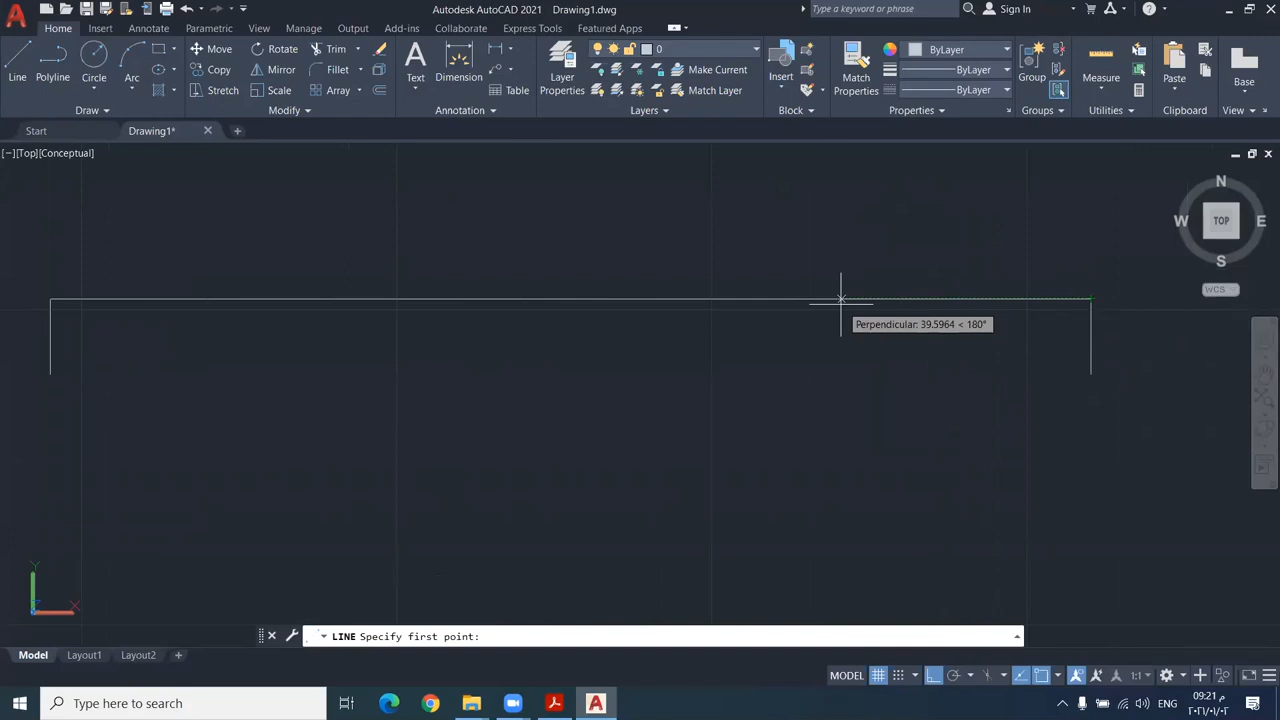 Autodesk AutoCAD 2021 Drawing1.dwg
Type a keyword or phrase
Sign In
Home Insert Annotate Parametric View Manage Output Add-ins Collaborate Express Tools Featured Apps
Line Polyline Circle Arc
Move Rotate Trim
Copy Mirror Fillet
Stretch Scale Array
Text Dimension Table
Layer Properties
0
Make Current
Match Layer
Insert
Match Properties
ByLayer
ByLayer
ByLayer
Group
Measure
Paste
Base
Draw Modify Annotation Layers Block Properties Groups Utilities Clipboard View
Start Drawing1*
[−][Top][Conceptual]
N
W TOP E
S
WCS
Perpendicular: 39.5964 < 180°
Y
X
LINE Specify first point:
Model Layout1 Layout2
MODEL 1:1
Type here to search
ENG
09:21 م